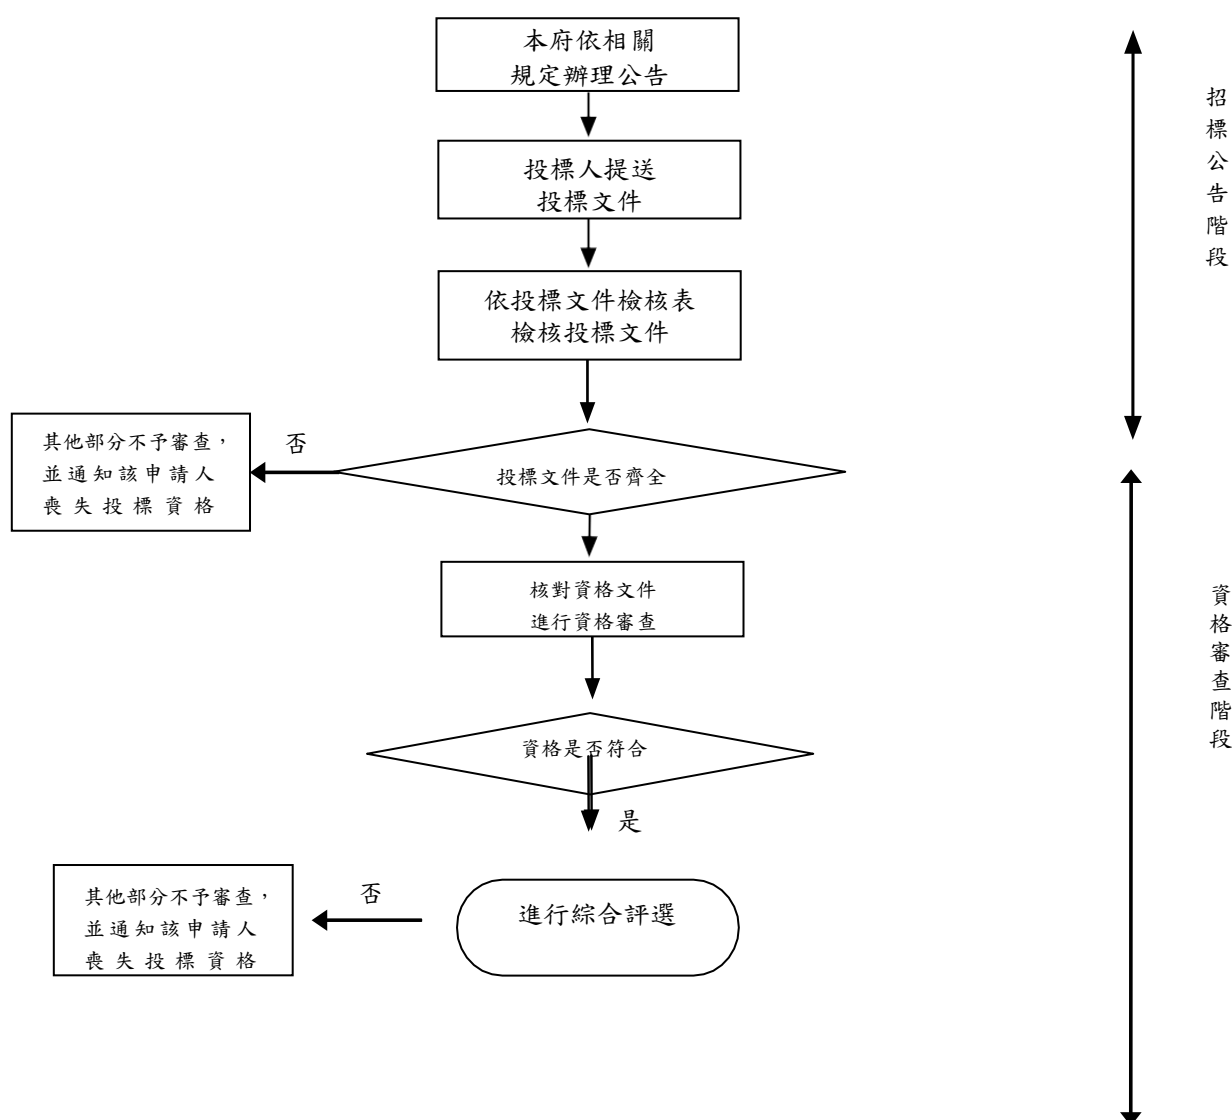 本府依相關
規定辦理公告
投標人提送
投標文件
依投標文件檢核表
檢核投標文件
招標公告階段
其他部分不予審查，
並通知該申請人
喪失投標資格
否
投標文件是否齊全
核對資格文件
進行資格審查
資格審查階段
資格是否符合
是
其他部分不予審查，
並通知該申請人
喪失投標資格
否
進行綜合評選